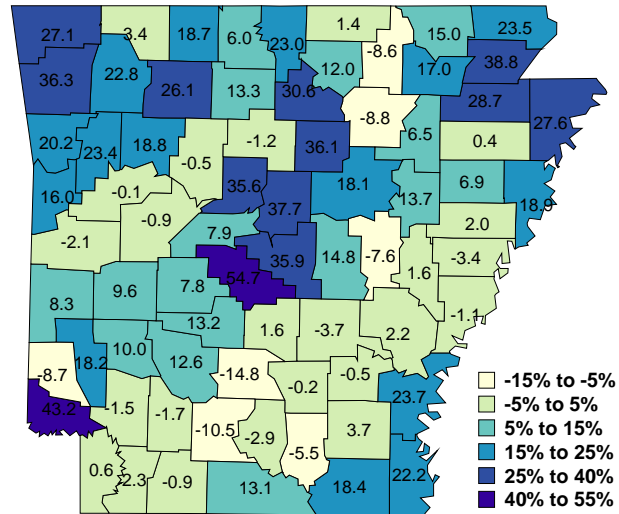 27.1 3.4 18.7 6.0 23.0 1.4 -8.6 15.0 23.5
36.3 22.8 26.1 13.3 30.6 12.0 17.0 38.8
-8.8 28.7 27.6
20.2 23.4 18.8 -0.5 -1.2 36.1 6.5 0.4
16.0 -0.1 35.6 18.1 13.7 6.9 18.9
-0.9 37.7 2.0
-2.1 7.9 35.9 14.8 -7.6 1.6 -3.4
8.3 9.6 7.8 54.7 -1.1
13.2 1.6 -3.7 2.2
-8.7 18.2 10.0 12.6 -14.8 -0.2 -0.5
43.2 -1.5 -1.7 -10.5 -2.9 -5.5 3.7 23.7
0.6 -2.3 -0.9 13.1 18.4 22.2
-15% to -5%
-5% to 5%
5% to 15%
15% to 25%
25% to 40%
40% to 55%